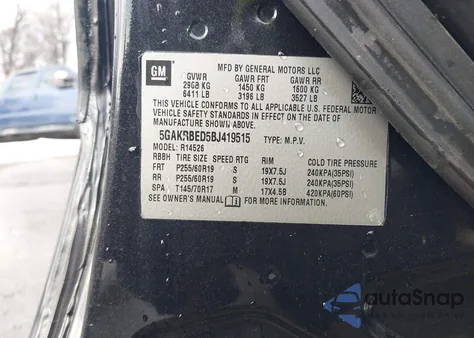 GM
MFD BY GENERAL MOTORS LLC
GVWR GAWR FRT GAWR RR
2908 KG 1450 KG 1600 KG
6411 LB 3196 LB 3527 LB
THIS VEHICLE CONFORMS TO ALL APPLICABLE U.S. FEDERAL MOTOR
VEHICLE SAFETY STANDARDS IN EFFECT ON THE DATE OF
MANUFACTURE SHOWN ABOVE.
5GAKRBED5BJ419515 TYPE: M.P.V.
MODEL: R14526
RBBH TIRE SIZE SPEED RTG RIM COLD TIRE PRESSURE
FRT P255/60R19 S 19X7.5J 240KPA(35PSI)
RR P255/60R19 S 19X7.5J 240KPA(35PSI)
SPA T145/70R17 M 17X4.5B 420KPA(60PSI)
SEE OWNER'S MANUAL FOR MORE INFORMATION.
autoSnap